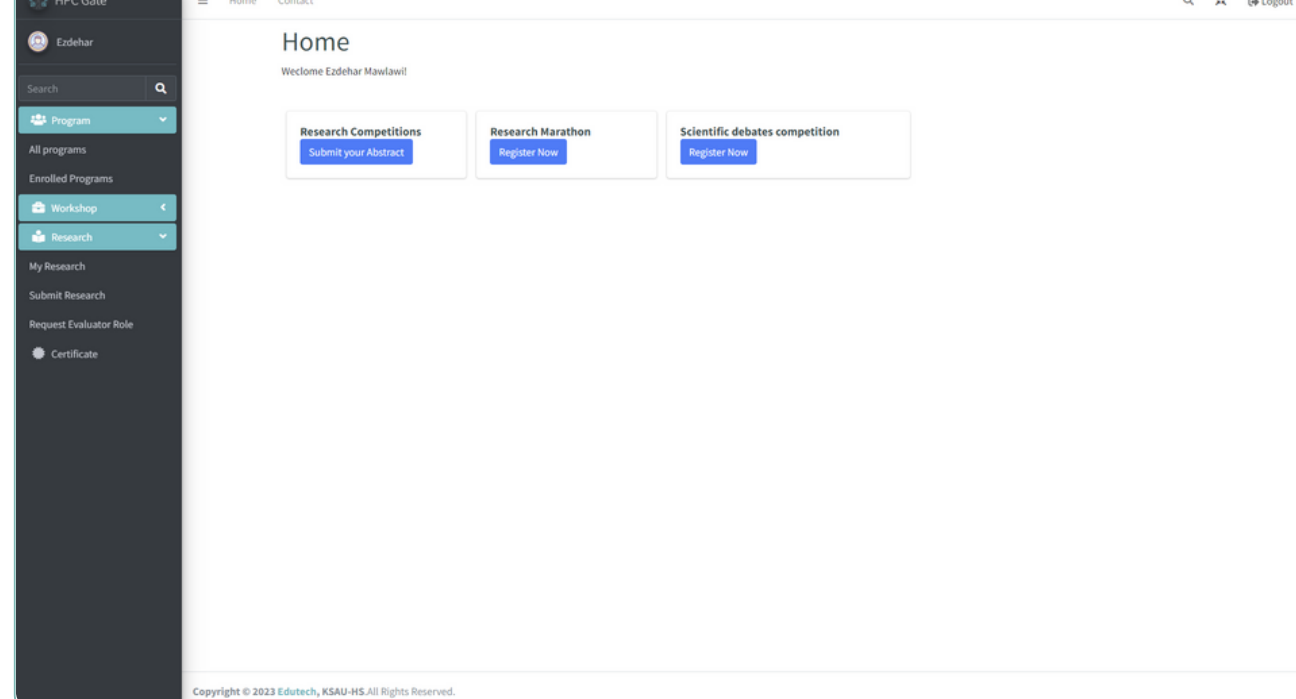 HPC Gate
Home Contact
Logout
Ezdehar
Search
Program
All programs
Enrolled Programs
Workshop
Research
My Research
Submit Research
Request Evaluator Role
Certificate
Home
Weclome Ezdehar Mawlawi!
Research Competitions
Submit your Abstract
Research Marathon
Register Now
Scientific debates competition
Register Now
Copyright © 2023 Edutech, KSAU-HS.All Rights Reserved.